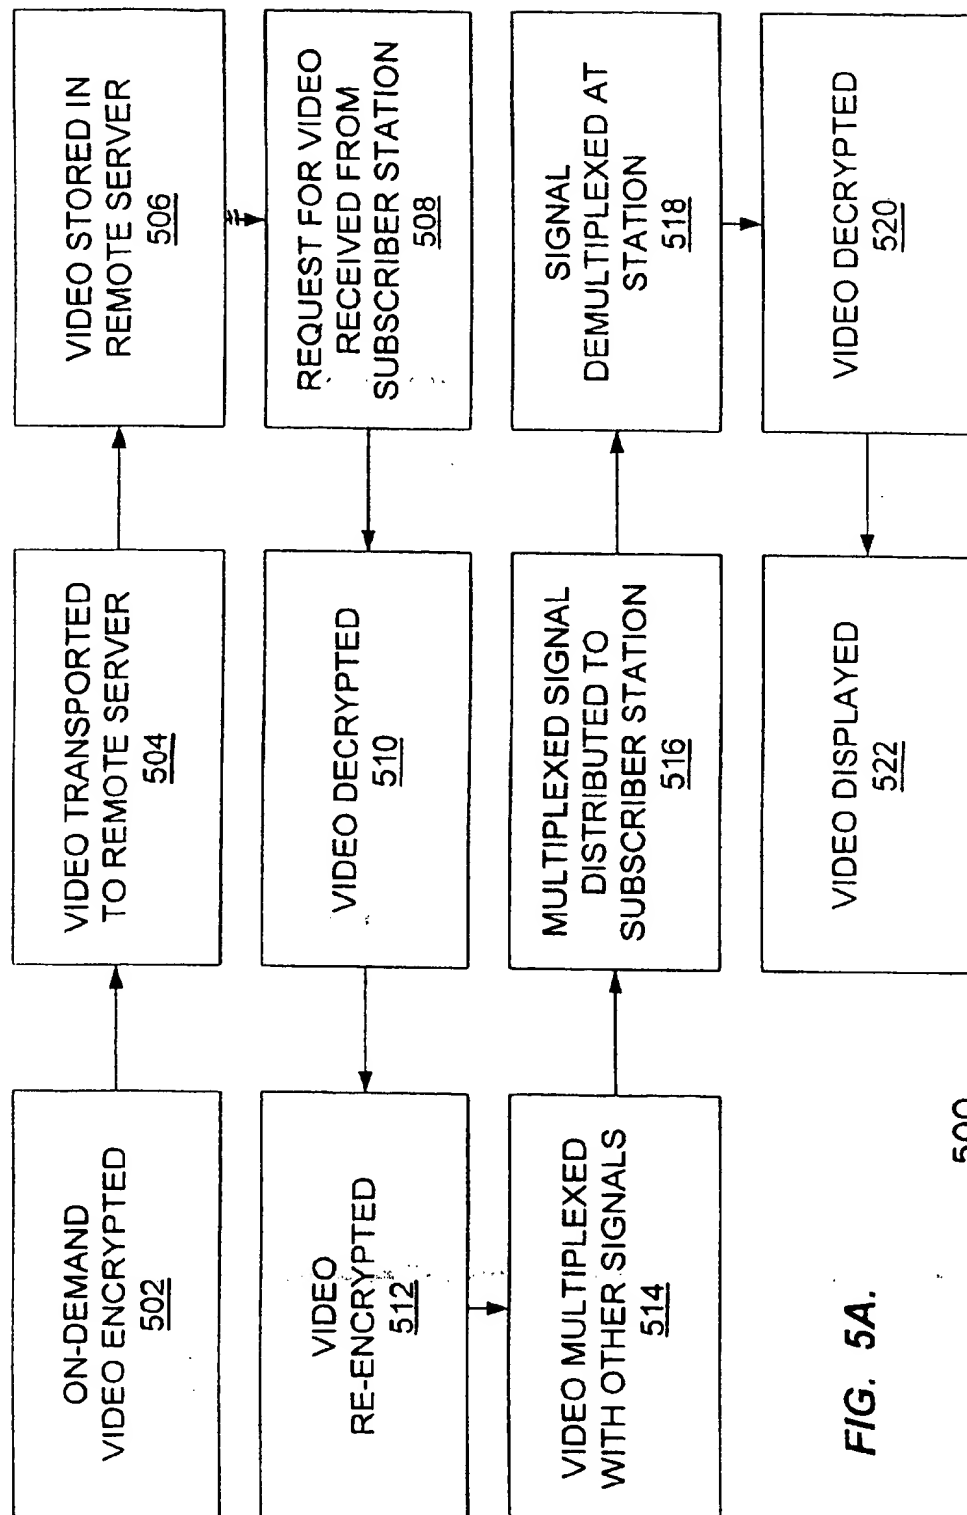 ON-DEMAND
VIDEO ENCRYPTED
502
VIDEO TRANSPORTED
TO REMOTE SERVER
504
VIDEO STORED IN
REMOTE SERVER
506
REQUEST FOR VIDEO
RECEIVED FROM
SUBSCRIBER STATION
508
VIDEO DECRYPTED
510
VIDEO
RE-ENCRYPTED
512
VIDEO MULTIPLEXED
WITH OTHER SIGNALS
514
MULTIPLEXED SIGNAL
DISTRIBUTED TO
SUBSCRIBER STATION
516
SIGNAL
DEMULTIPLEXED AT
STATION
518
VIDEO DECRYPTED
520
VIDEO DISPLAYED
522
FIG. 5A.
500